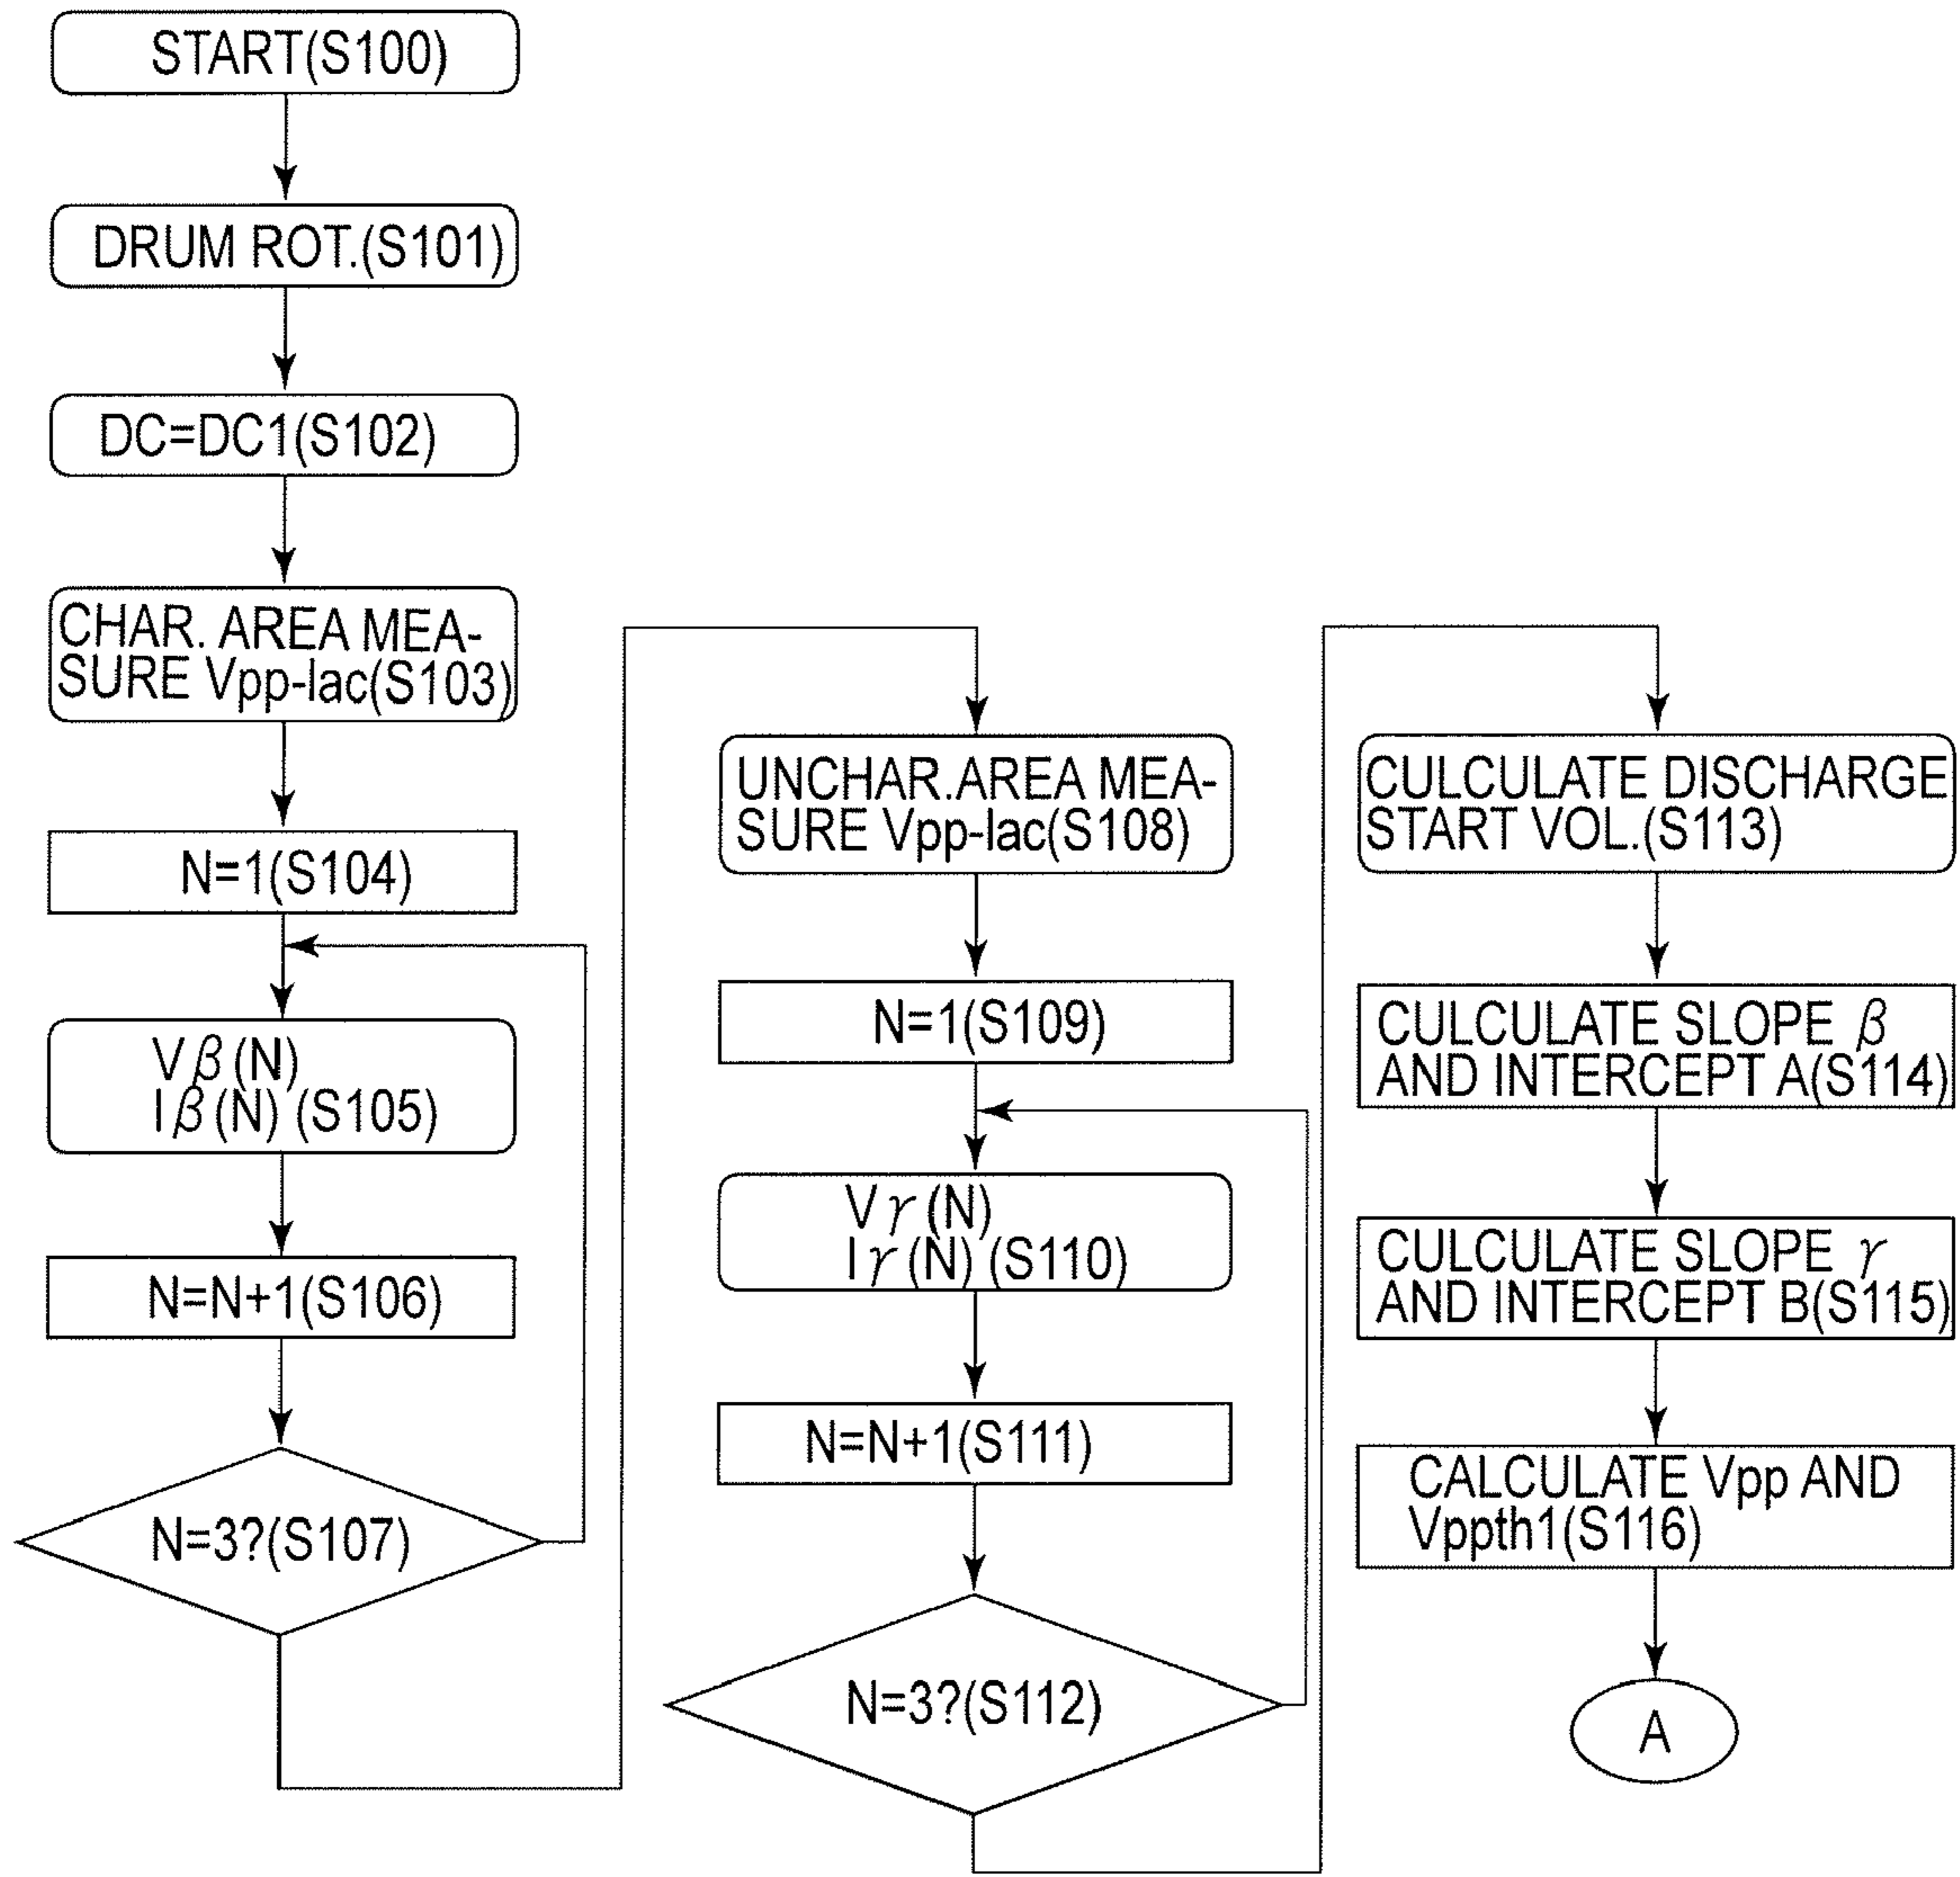 START(S100)
DRUM ROT.(S101)
DC=DC1(S102)
CHAR. AREA MEA-
SURE Vpp-Iac(S103)
N=1(S104)
Vβ(N)
Iβ(N) (S105)
N=N+1(S106)
N=3?(S107)
UNCHAR.AREA MEA-
SURE Vpp-Iac(S108)
N=1(S109)
Vγ(N)
Iγ(N) (S110)
N=N+1(S111)
N=3?(S112)
CULCULATE DISCHARGE
START VOL.(S113)
CULCULATE SLOPE β
AND INTERCEPT A(S114)
CULCULATE SLOPE γ
AND INTERCEPT B(S115)
CALCULATE Vpp AND
Vppth1(S116)
A